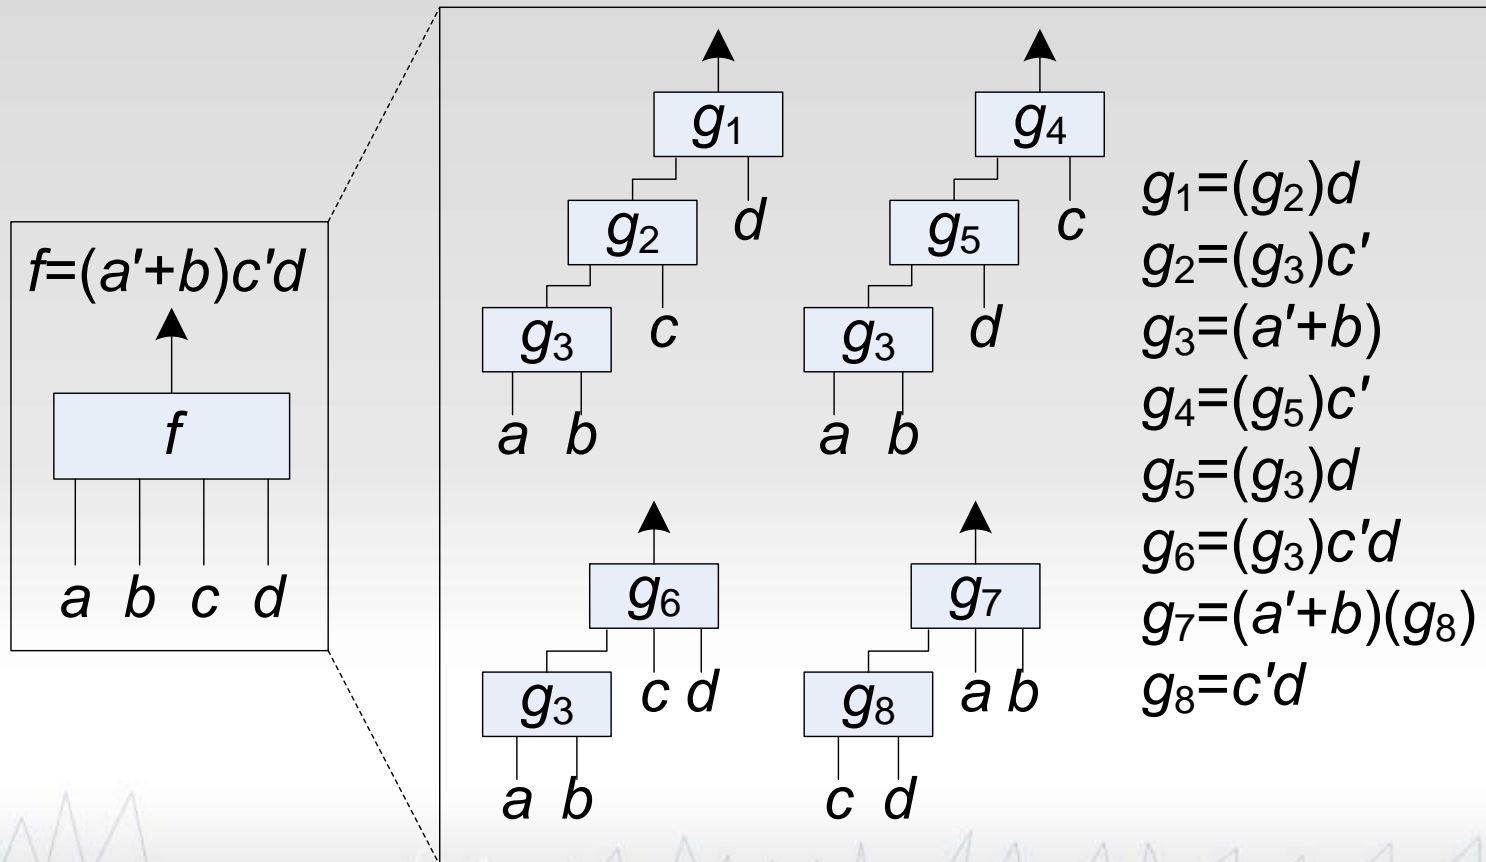 f=(a'+b)c'd
f
a b c d
g₁
g₂ d
g₃ c
a b
g₄
g₅ c
g₃ d
a b
g₆
g₃ c d
a b
g₇
g₈ a b
c d
g₁=(g₂)d
g₂=(g₃)c'
g₃=(a'+b)
g₄=(g₅)c'
g₅=(g₃)d
g₆=(g₃)c'd
g₇=(a'+b)(g₈)
g₈=c'd